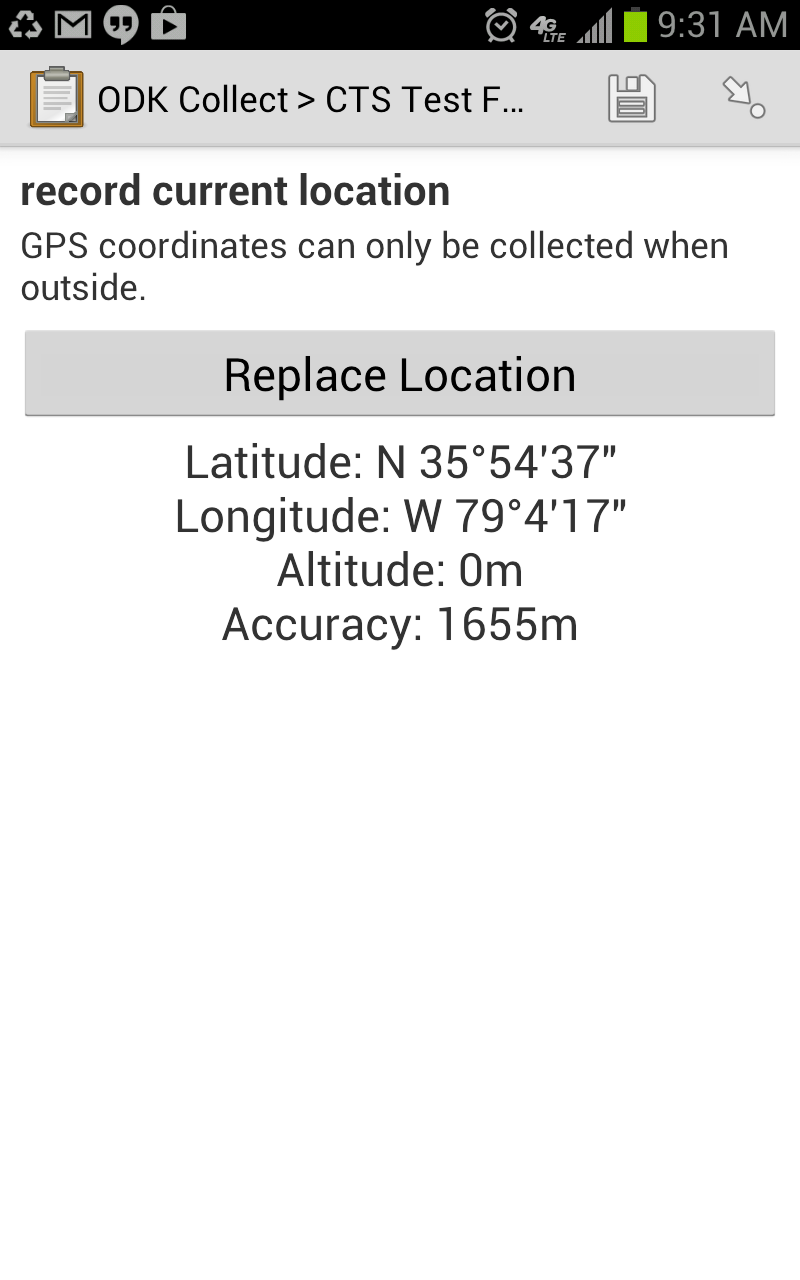 4G LTE 9:31 AM
ODK Collect > CTS Test F...
record current location
GPS coordinates can only be collected when
outside.
Replace Location
Latitude: N 35°54'37"
Longitude: W 79°4'17"
Altitude: 0m
Accuracy: 1655m